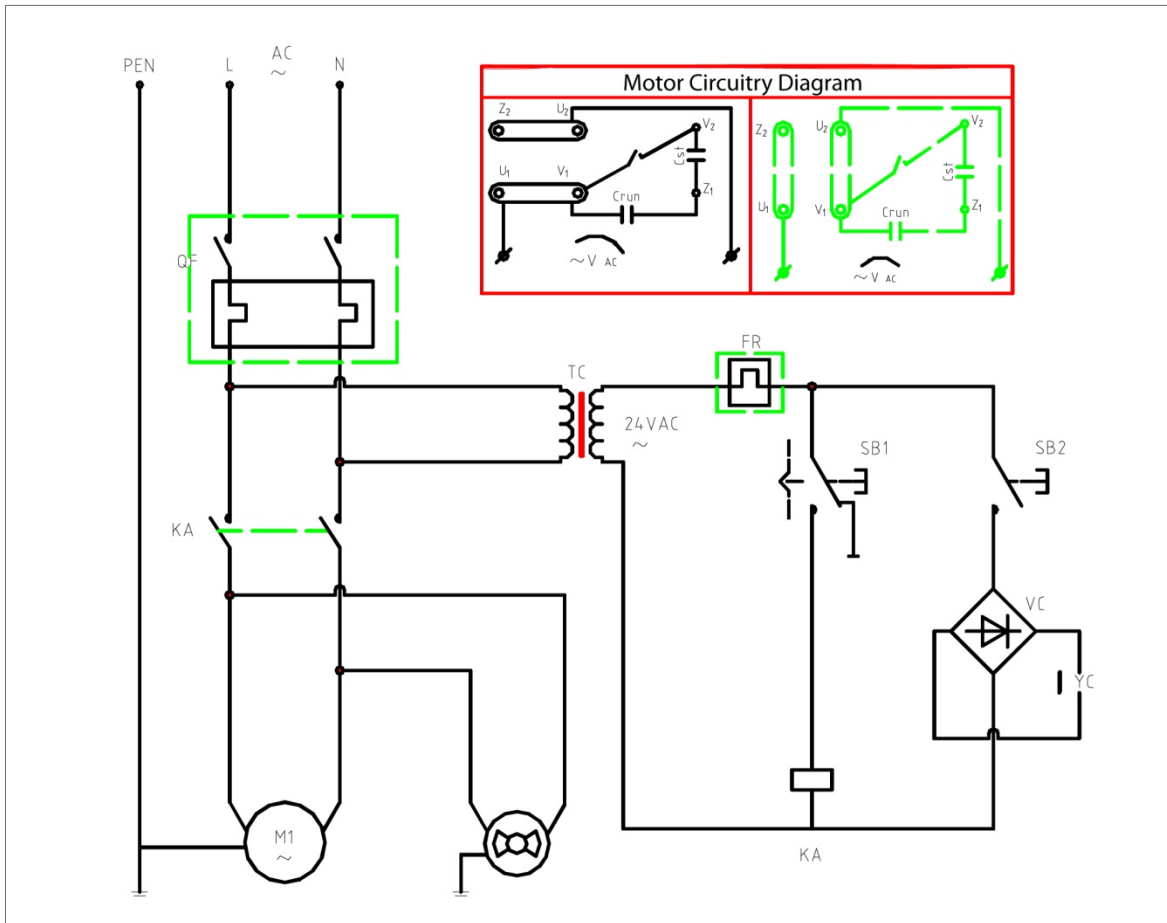 PEN L AC N
~
Motor Circuitry Diagram
Z2 U2 V2
U1 V1 Cst
Crun Z1
~V AC
Z2 U2 V2
Cst
U1 V1 Crun Z1
~V AC
QF
TC FR
24VAC
~
SB1 SB2
KA
VC
YC
M1
~
KA